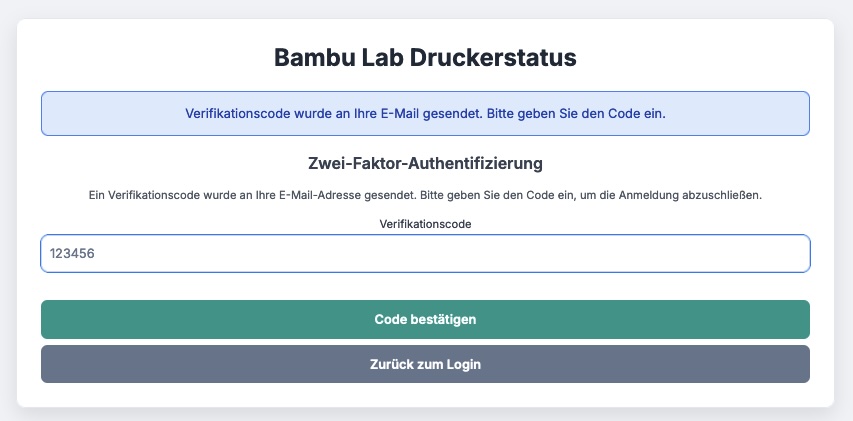 Bambu Lab Druckerstatus
Verifikationscode wurde an Ihre E-Mail gesendet. Bitte geben Sie den Code ein.
Zwei-Faktor-Authentifizierung
Ein Verifikationscode wurde an Ihre E-Mail-Adresse gesendet. Bitte geben Sie den Code ein, um die Anmeldung abzuschließen.
Verifikationscode
123456
Code bestätigen
Zurück zum Login